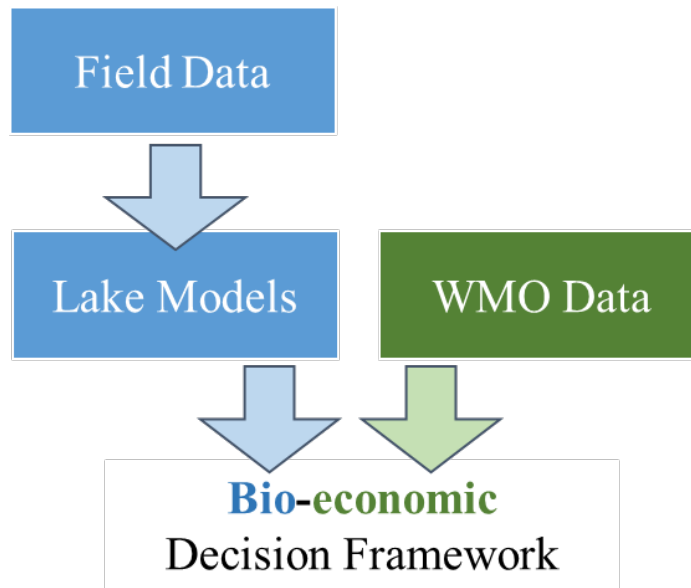 Field Data
Lake Models
WMO Data
Bio-economic
Decision Framework